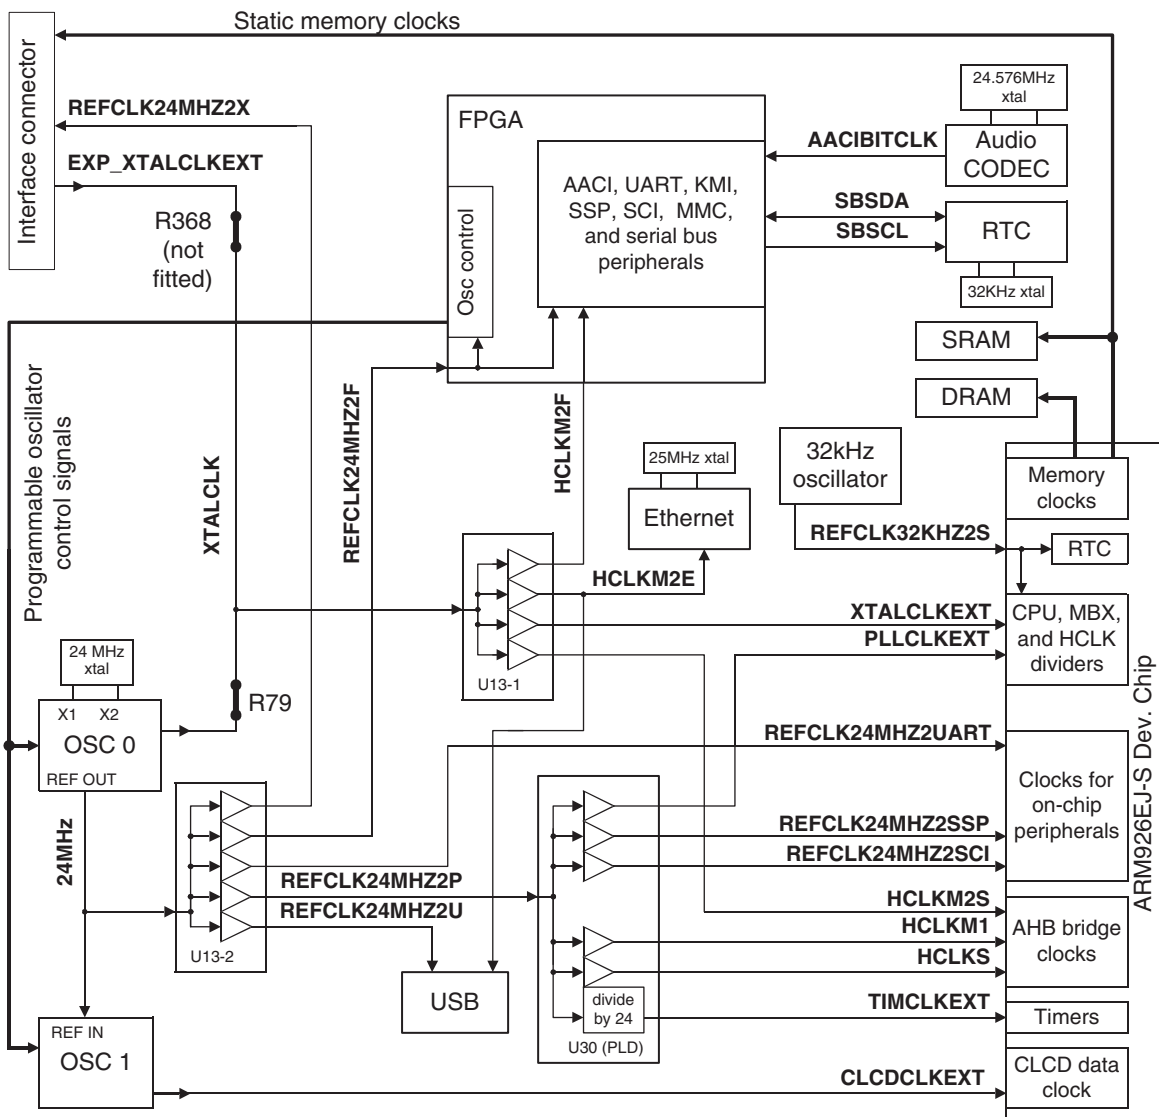 Static memory clocks
Interface connector
REFCLK24MHZ2X
EXP_XTALCLKEXT
R368
(not
fitted)
FPGA
Osc control
AACI, UART, KMI,
SSP, SCI, MMC,
and serial bus
peripherals
24.576MHz
xtal
Audio
CODEC
AACIBITCLK
SBSDA
SBSCL
RTC
32KHz xtal
SRAM
DRAM
Programmable oscillator
control signals
XTALCLK
REFCLK24MHZ2F
HCLKM2F
25MHz xtal
Ethernet
32kHz
oscillator
Memory
clocks
REFCLK32KHZ2S
RTC
HCLKM2E
XTALCLKEXT
PLLCLKEXT
CPU, MBX,
and HCLK
dividers
U13-1
24 MHz
xtal
X1 X2
OSC 0
REF OUT
R79
REFCLK24MHZ2UART
Clocks for
on-chip
peripherals
ARM926EJ-S Dev. Chip
24MHz
REFCLK24MHZ2SSP
REFCLK24MHZ2SCI
REFCLK24MHZ2P
REFCLK24MHZ2U
U13-2
HCLKM2S
HCLKM1
HCLKS
AHB bridge
clocks
USB
divide
by 24
U30 (PLD)
TIMCLKEXT
Timers
REF IN
OSC 1
CLCDCLKEXT
CLCD data
clock